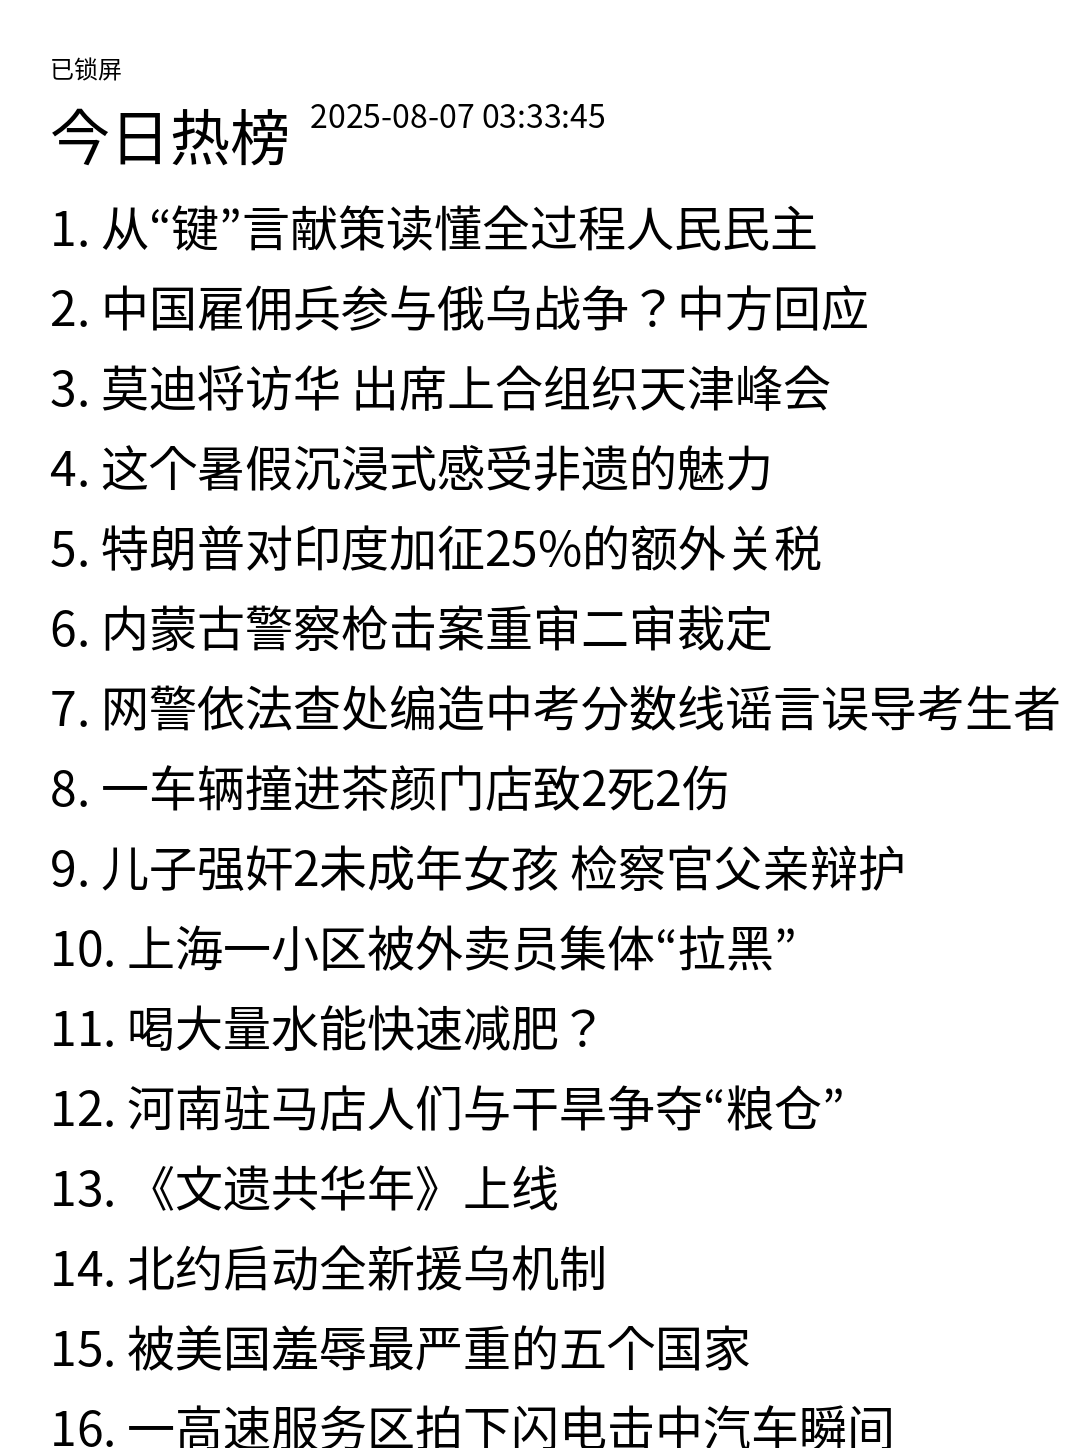 已锁屏
今日热榜 2025-08-07 03:33:45
1. 从“键”言献策读懂全过程人民民主
2. 中国雇佣兵参与俄乌战争？中方回应
3. 莫迪将访华 出席上合组织天津峰会
4. 这个暑假沉浸式感受非遗的魅力
5. 特朗普对印度加征25%的额外关税
6. 内蒙古警察枪击案重审二审裁定
7. 网警依法查处编造中考分数线谣言误导考生者
8. 一车辆撞进茶颜门店致2死2伤
9. 儿子强奸2未成年女孩 检察官父亲辩护
10. 上海一小区被外卖员集体“拉黑”
11. 喝大量水能快速减肥？
12. 河南驻马店人们与干旱争夺“粮仓”
13. 《文遗共华年》上线
14. 北约启动全新援乌机制
15. 被美国羞辱最严重的五个国家
16. 一高速服务区拍下闪电击中汽车瞬间